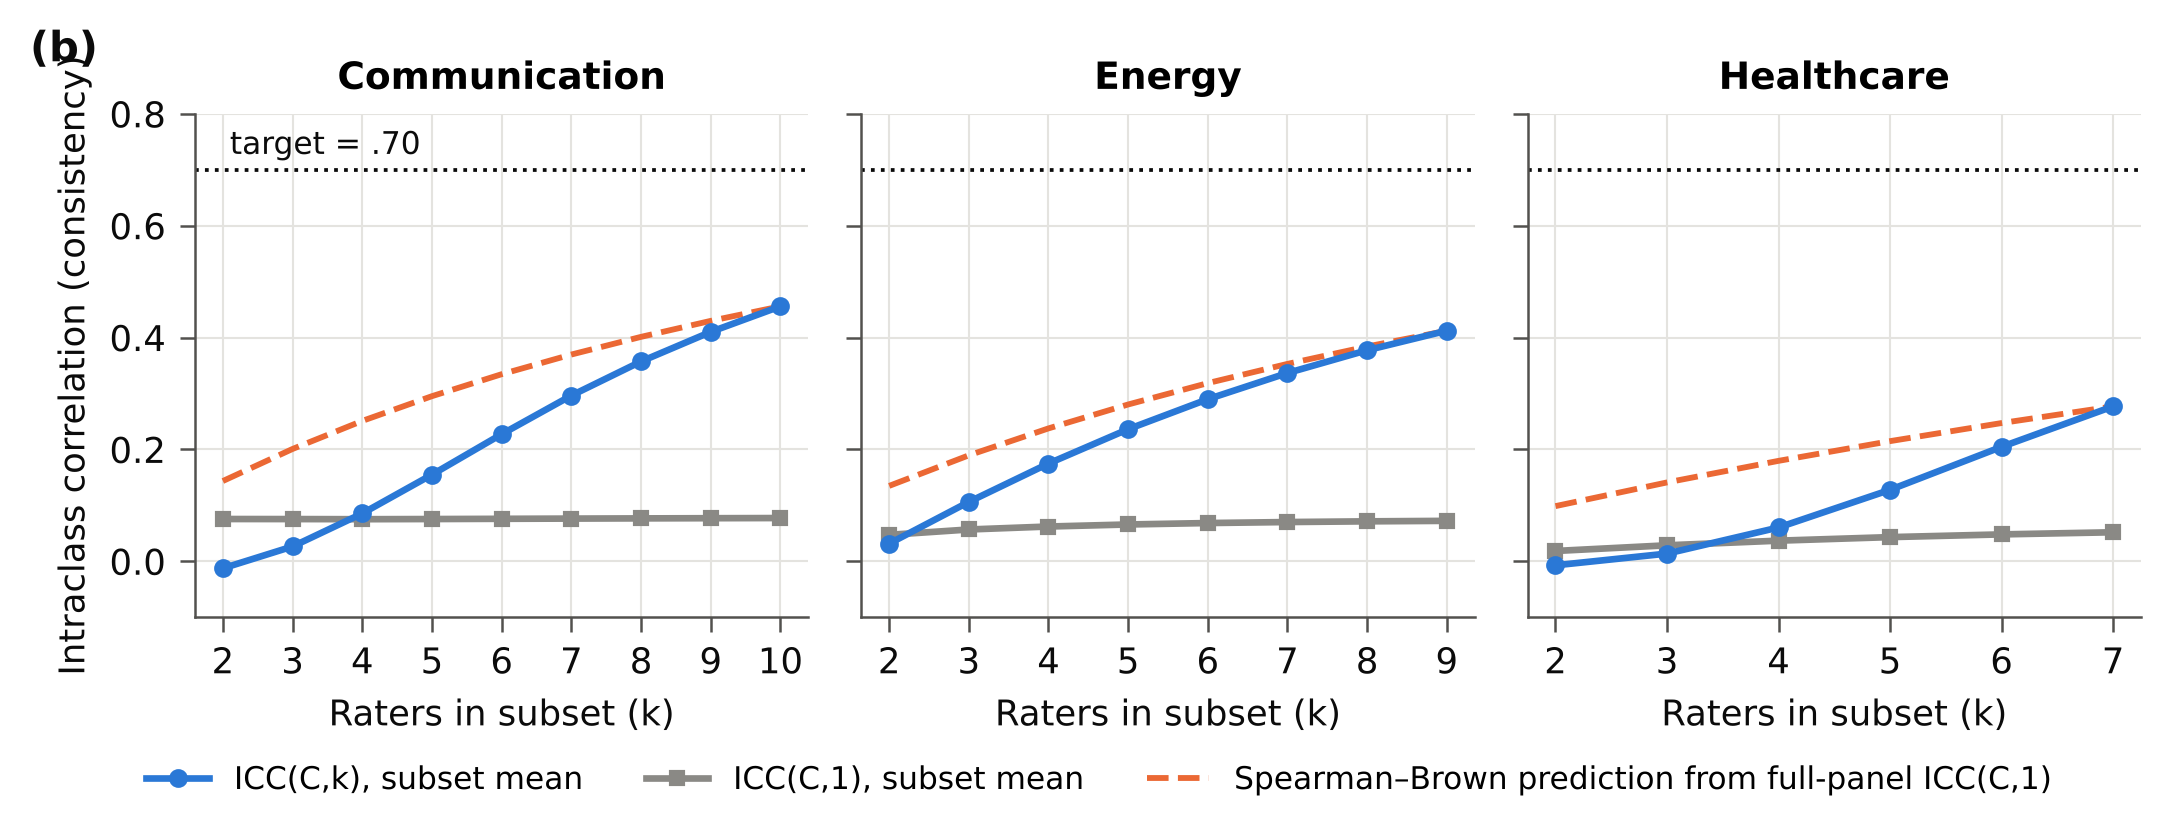 (b)
Communication
Energy
Healthcare
Intraclass correlation (consistency)
0.8
0.6
0.4
0.2
0.0
target = .70
2 3 4 5 6 7 8 9 10
2 3 4 5 6 7 8 9
2 3 4 5 6 7
Raters in subset (k)
Raters in subset (k)
Raters in subset (k)
ICC(C,k), subset mean
ICC(C,1), subset mean
Spearman–Brown prediction from full-panel ICC(C,1)